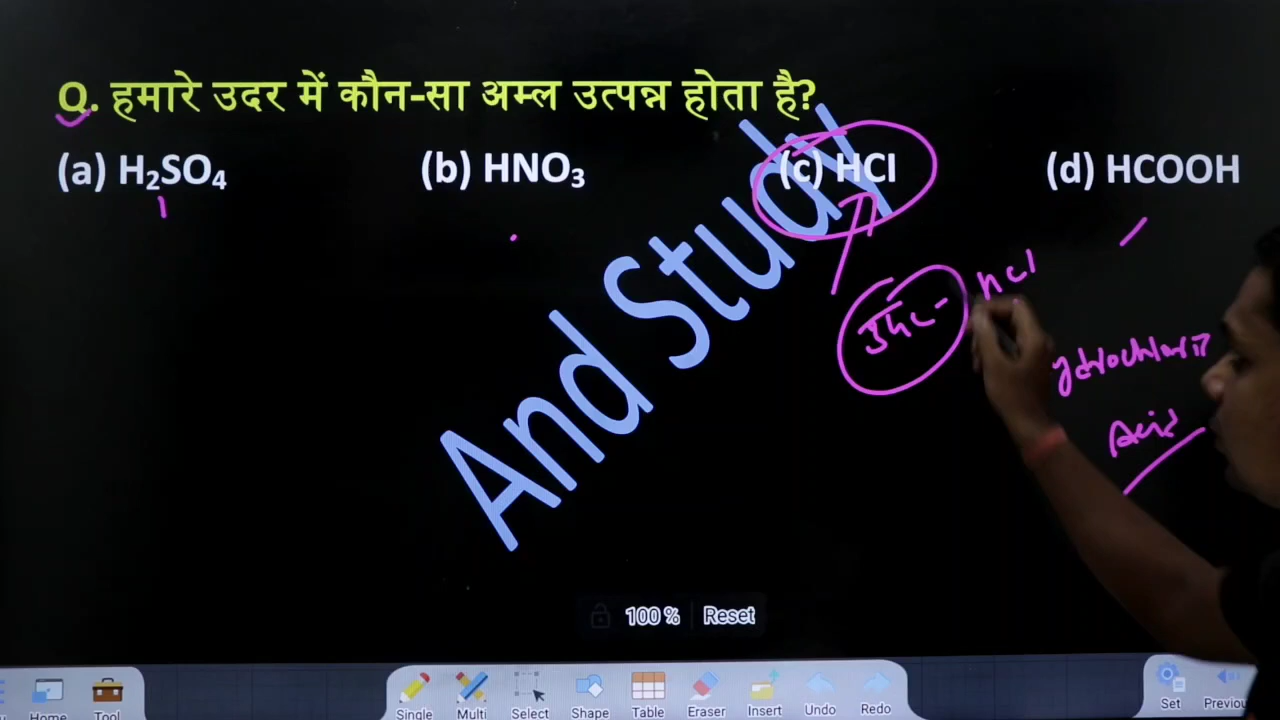 Q. हमारे उदर में कौन-सा अम्ल उत्पन्न होता है?
(a) H₂SO₄ (b) HNO₃ (c) HCl (d) HCOOH
And Study
उदर - HCl
Acid
100 % Reset
Home Tool Single Multi Select Shape Table Eraser Insert Undo Redo Set Previou